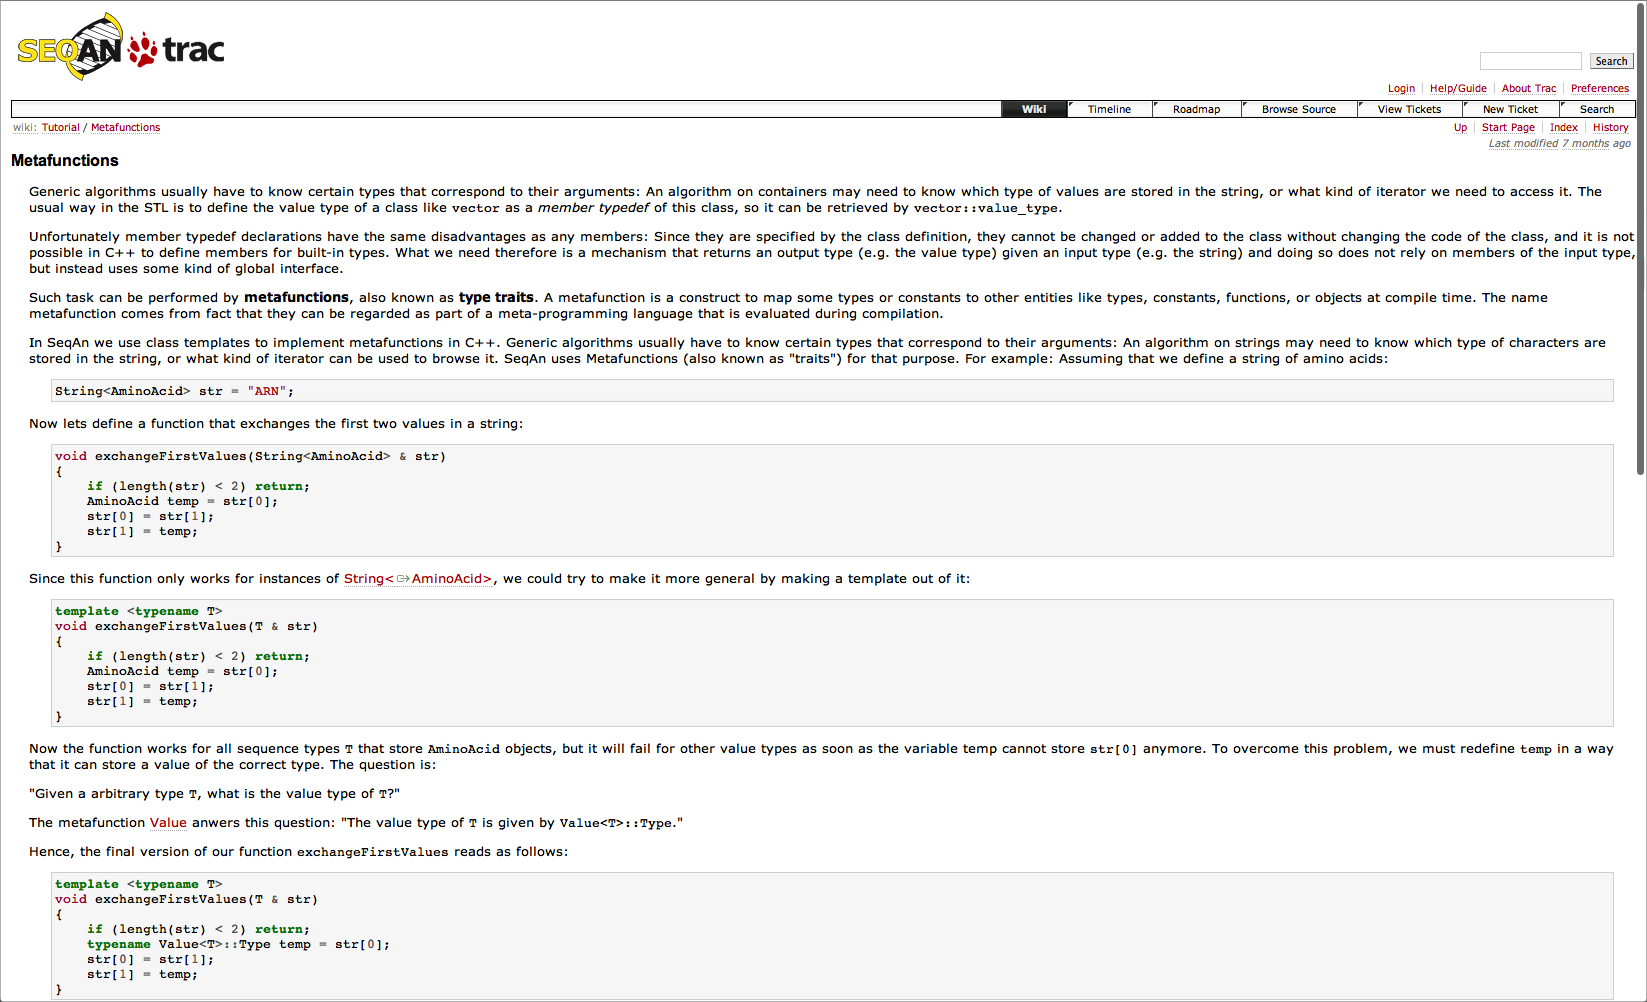 SEQAN trac
Search
Login Help/Guide About Trac Preferences
Wiki Timeline Roadmap Browse Source View Tickets New Ticket Search
wiki: Tutorial / Metafunctions
Up Start Page Index History
Last modified 7 months ago
Metafunctions
Generic algorithms usually have to know certain types that correspond to their arguments: An algorithm on containers may need to know which type of values are stored in the string, or what kind of iterator we need to access it. The
usual way in the STL is to define the value type of a class like vector as a member typedef of this class, so it can be retrieved by vector::value_type.
Unfortunately member typedef declarations have the same disadvantages as any members: Since they are specified by the class definition, they cannot be changed or added to the class without changing the code of the class, and it is not
possible in C++ to define members for built-in types. What we need therefore is a mechanism that returns an output type (e.g. the value type) given an input type (e.g. the string) and doing so does not rely on members of the input type,
but instead uses some kind of global interface.
Such task can be performed by metafunctions, also known as type traits. A metafunction is a construct to map some types or constants to other entities like types, constants, functions, or objects at compile time. The name
metafunction comes from fact that they can be regarded as part of a meta-programming language that is evaluated during compilation.
In SeqAn we use class templates to implement metafunctions in C++. Generic algorithms usually have to know certain types that correspond to their arguments: An algorithm on strings may need to know which type of characters are
stored in the string, or what kind of iterator can be used to browse it. SeqAn uses Metafunctions (also known as "traits") for that purpose. For example: Assuming that we define a string of amino acids:
String<AminoAcid> str = "ARN";
Now lets define a function that exchanges the first two values in a string:
void exchangeFirstValues(String<AminoAcid> & str)
{
if (length(str) < 2) return;
AminoAcid temp = str[0];
str[0] = str[1];
str[1] = temp;
}
Since this function only works for instances of String<AminoAcid>, we could try to make it more general by making a template out of it:
template <typename T>
void exchangeFirstValues(T & str)
{
if (length(str) < 2) return;
AminoAcid temp = str[0];
str[0] = str[1];
str[1] = temp;
}
Now the function works for all sequence types T that store AminoAcid objects, but it will fail for other value types as soon as the variable temp cannot store str[0] anymore. To overcome this problem, we must redefine temp in a way
that it can store a value of the correct type. The question is:
"Given a arbitrary type T, what is the value type of T?"
The metafunction Value anwers this question: "The value type of T is given by Value<T>::Type."
Hence, the final version of our function exchangeFirstValues reads as follows:
template <typename T>
void exchangeFirstValues(T & str)
{
if (length(str) < 2) return;
typename Value<T>::Type temp = str[0];
str[0] = str[1];
str[1] = temp;
}